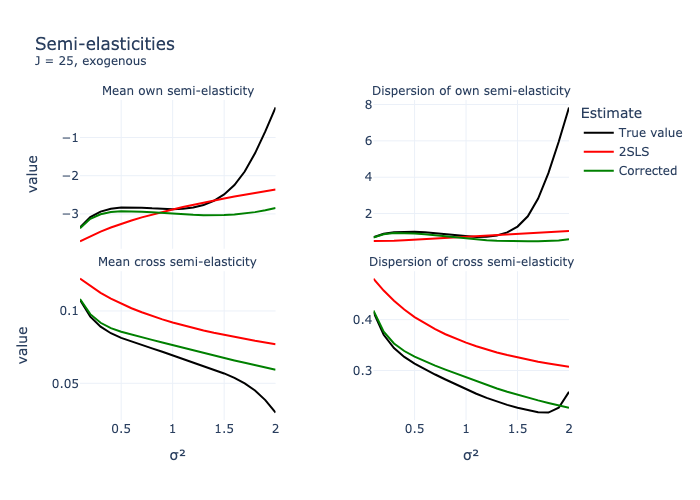 Semi-elasticities
J = 25, exogenous
Mean own semi-elasticity
Dispersion of own semi-elasticity
Estimate
True value
2SLS
Corrected
value
−1
−2
−3
8
6
4
2
Mean cross semi-elasticity
Dispersion of cross semi-elasticity
value
0.1
0.05
0.4
0.3
0.5
1
1.5
2
0.5
1
1.5
2
σ²
σ²